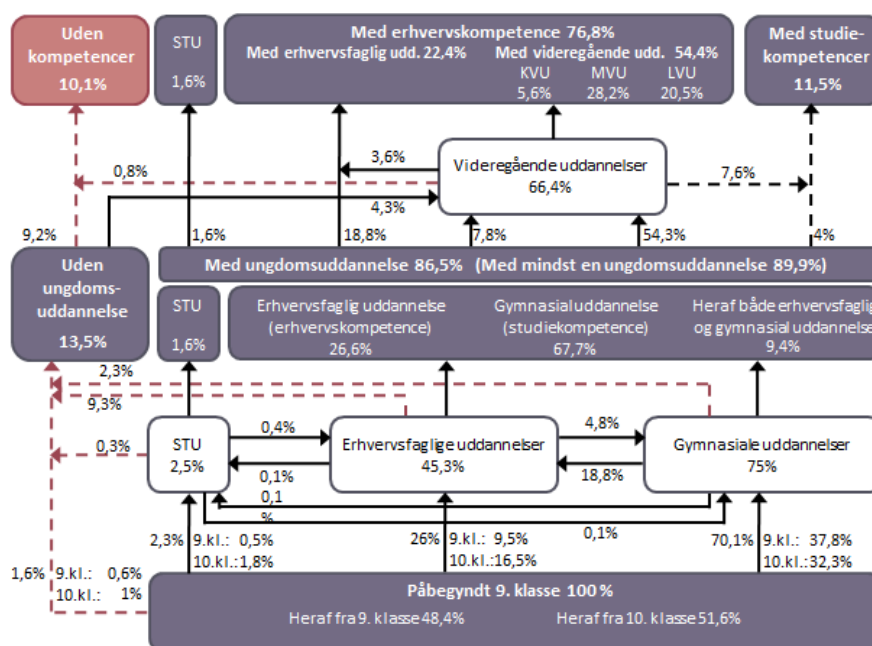 Uden
kompetencer
10,1%
STU
1,6%
Med erhvervskompetence 76,8%
Med erhvervsfaglig udd. 22,4%
Med videregående udd. 54,4%
KVU
MVU
LVU
5,6%
28,2%
20,5%
Med studie-
kompetencer
11,5%
0,8%
3,6%
Videregående uddannelser
66,4%
7,6%
4,3%
9,2%
1,6%
18,8%
7,8%
54,3%
4%
Uden
ungdoms-
uddannelse
13,5%
Med ungdomsuddannelse 86,5% (Med mindst en ungdomsuddannelse 89,9%)
STU
1,6%
Erhvervsfaglig uddannelse
(erhvervskompetence)
26,6%
Gymnasial uddannelse
(studiekompetence)
67,7%
Heraf både erhvervsfaglig
og gymnasial uddannelse
9,4%
2,3%
9,3%
0,3%
STU
2,5%
0,4%
0,1%
Erhvervsfaglige uddannelser
45,3%
4,8%
18,8%
Gymnasiale uddannelser
75%
0,1
%
0,1%
2,3%
9.kl.: 0,5%
10.kl.:1,8%
26%
9.kl.: 9,5%
10.kl.:16,5%
70,1%
9.kl.: 37,8%
10.kl.:32,3%
1,6%
9.kl.: 0,6%
10.kl.: 1%
Påbegyndt 9. klasse 100 %
Heraf fra 9. klasse 48,4%
Heraf fra 10. klasse 51,6%